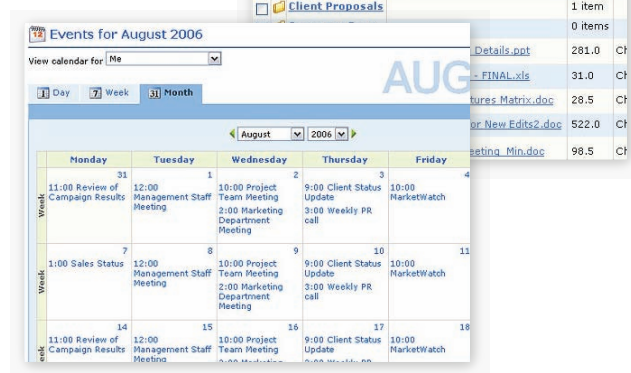 Client Proposals 1 item
0 items
Details.ppt 281.0
- FINAL.xls 31.0
tures Matrix.doc 28.5
or New Edits2.doc 522.0
eeting_Min.doc 98.5
Events for August 2006
View calendar for Me
AUG
1 Day 7 Week 31 Month
August 2006
Monday Tuesday Wednesday Thursday Friday
Week
31 1 2 3 4
11:00 Review of 12:00 10:00 Project 9:00 Client Status 10:00
Campaign Results Management Staff Team Meeting Update MarketWatch
Meeting 2:00 Marketing 3:00 Weekly PR
Department call
Meeting
Week
7 8 9 10 11
1:00 Sales Status 12:00 10:00 Project 9:00 Client Status 10:00
Management Staff Team Meeting Update MarketWatch
Meeting 2:00 Marketing 3:00 Weekly PR
Department call
Meeting
Week
14 15 16 17 18
11:00 Review of 12:00 10:00 Project 9:00 Client Status 10:00
Campaign Results Management Staff Team Meeting Update MarketWatch
Meeting